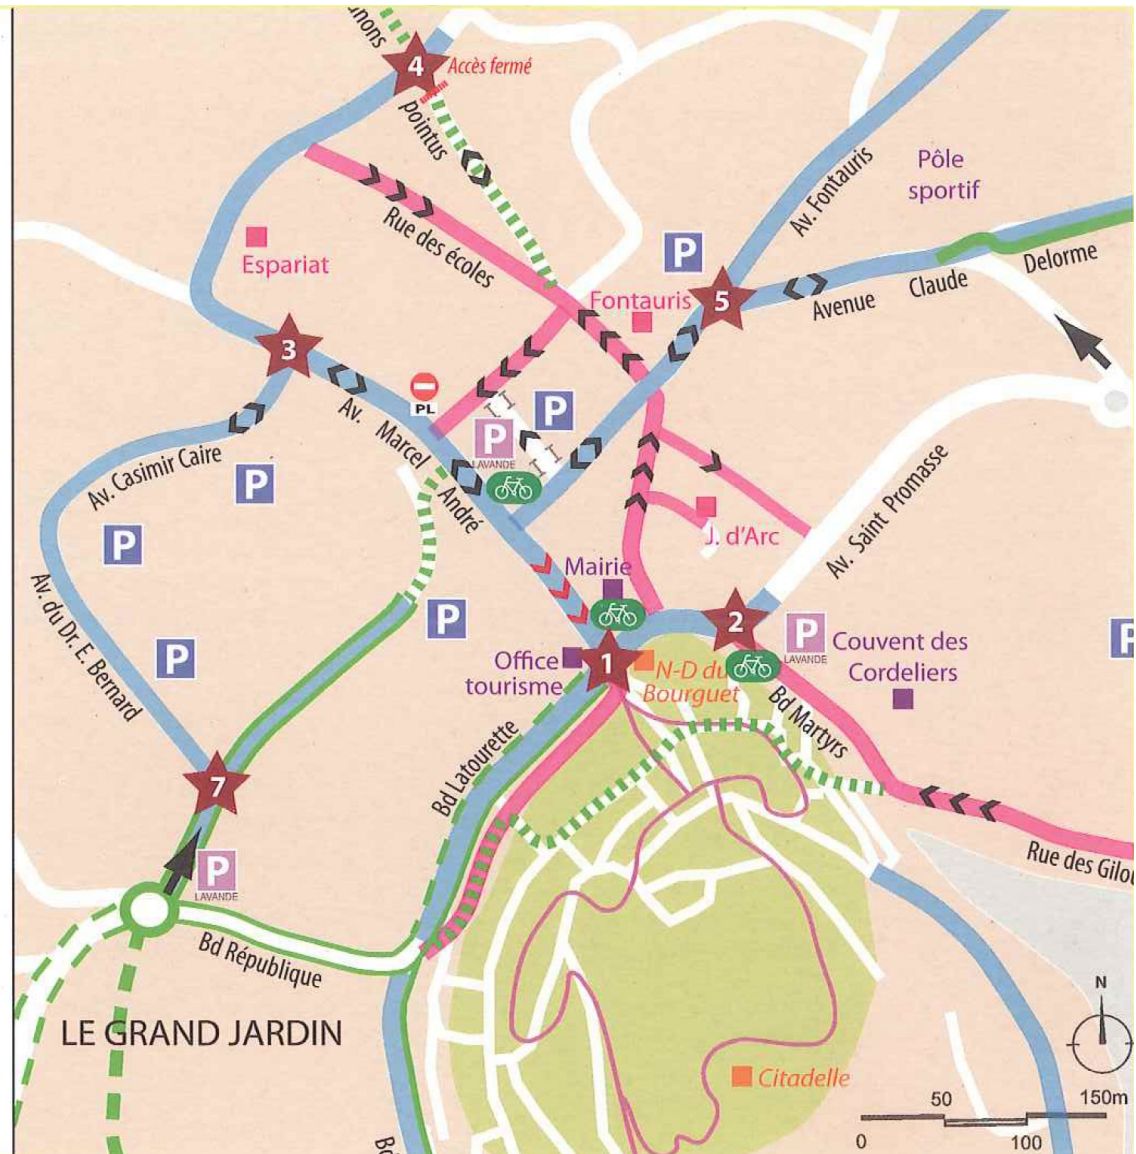 4
Accès fermé
pointus
Av. Fontauris
Pôle
sportif
Rue des écoles
Espariat
P
Fontauris
5
Avenue
Claude
Delorme
3
PL
Av.
Marcel
André
P
LAVANDE
P
Av. Casimir Caire
P
P
J. d'Arc
Av. Saint Promasse
Mairie
Av. du Dr. E. Bernard
P
P
2
P
LAVANDE
Couvent des
Cordeliers
Office
tourisme
1
N-D du
Bourguet
Bd Martyrs
Bd Latourette
7
P
LAVANDE
Rue des
Bd République
LE GRAND JARDIN
Citadelle
N
50
150m
0
100